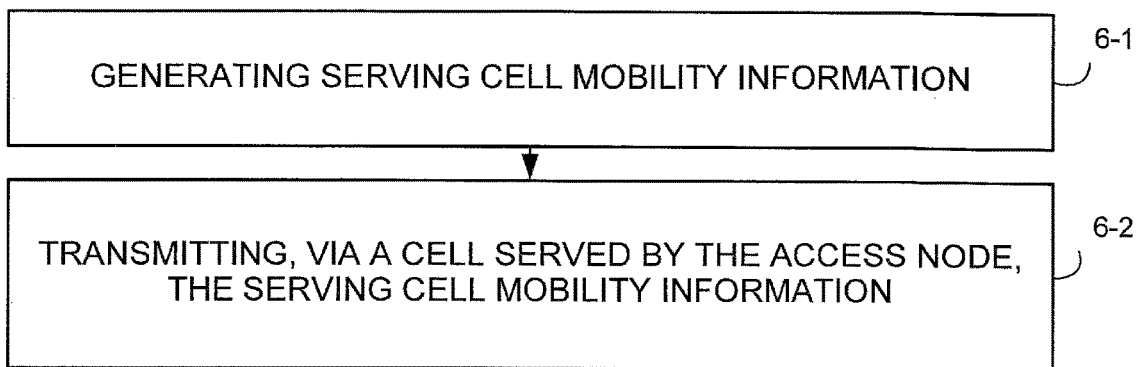 GENERATING SERVING CELL MOBILITY INFORMATION
6-1
TRANSMITTING, VIA A CELL SERVED BY THE ACCESS NODE,
THE SERVING CELL MOBILITY INFORMATION
6-2